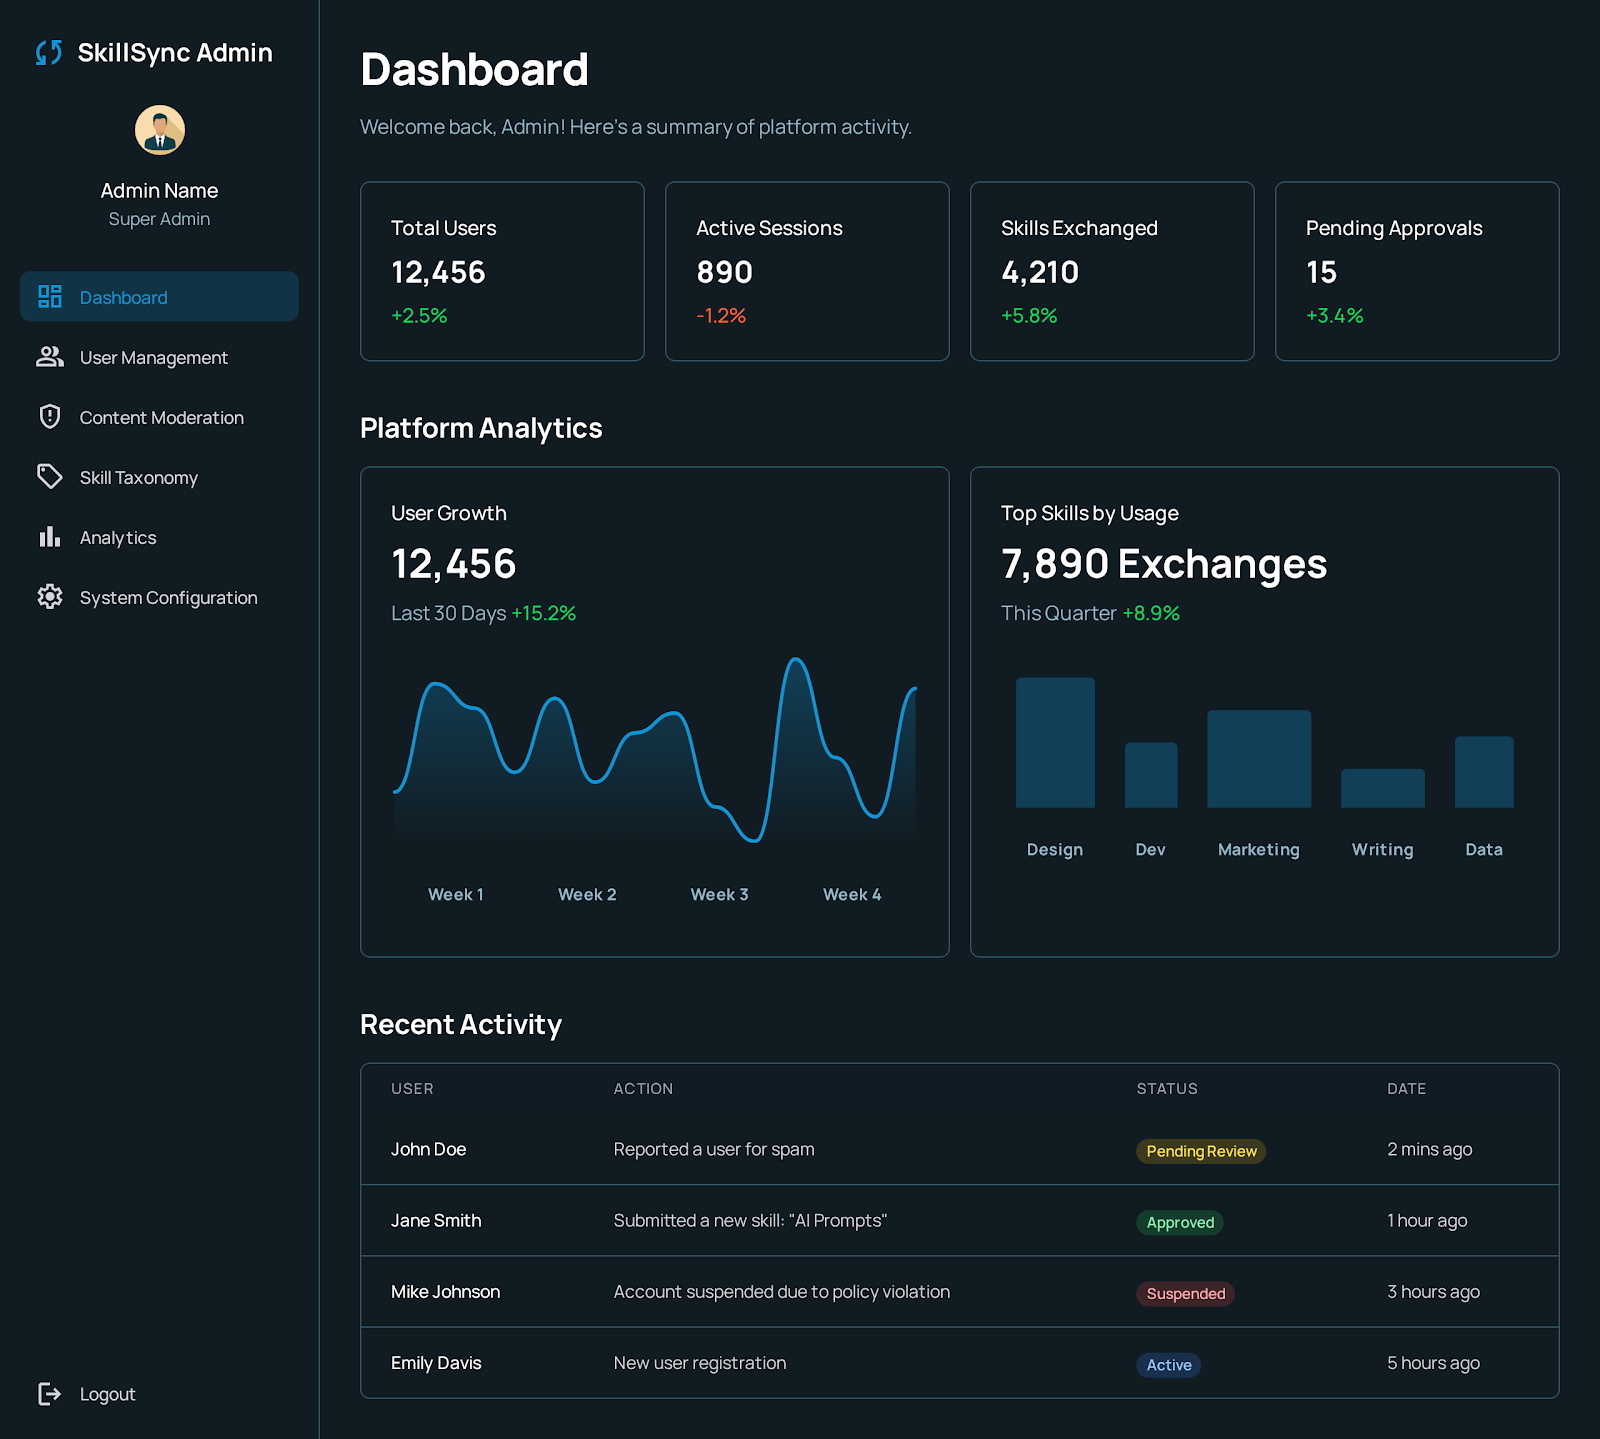 SkillSync Admin
Admin Name
Super Admin
Dashboard
User Management
Content Moderation
Skill Taxonomy
Analytics
System Configuration
Logout
Dashboard
Welcome back, Admin! Here's a summary of platform activity.
Total Users
12,456
+2.5%
Active Sessions
890
-1.2%
Skills Exchanged
4,210
+5.8%
Pending Approvals
15
+3.4%
Platform Analytics
User Growth
12,456
Last 30 Days +15.2%
Week 1 Week 2 Week 3 Week 4
Top Skills by Usage
7,890 Exchanges
This Quarter +8.9%
Design Dev Marketing Writing Data
Recent Activity
USER ACTION STATUS DATE
John Doe Reported a user for spam Pending Review 2 mins ago
Jane Smith Submitted a new skill: "AI Prompts" Approved 1 hour ago
Mike Johnson Account suspended due to policy violation Suspended 3 hours ago
Emily Davis New user registration Active 5 hours ago